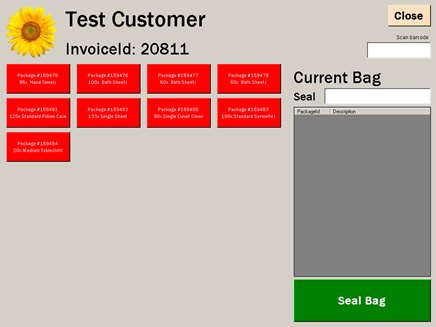 Test Customer
Close
InvoiceId: 20811
Scan barcode
Package #159479
95x Hand Towels
Package #159476
100x Bath Sheets
Package #159477
50x Bath Sheets
Package #159478
50x Bath Sheets
Current Bag
Seal
Package #159481
125x Standard Pillow Case
Package #159482
133x Single Sheet
Package #159480
90x Single Duvet Cover
Package #159483
100x Standard Serviettes
PackageId
Description
Package #159484
20x Medium Tablecloth
Seal Bag